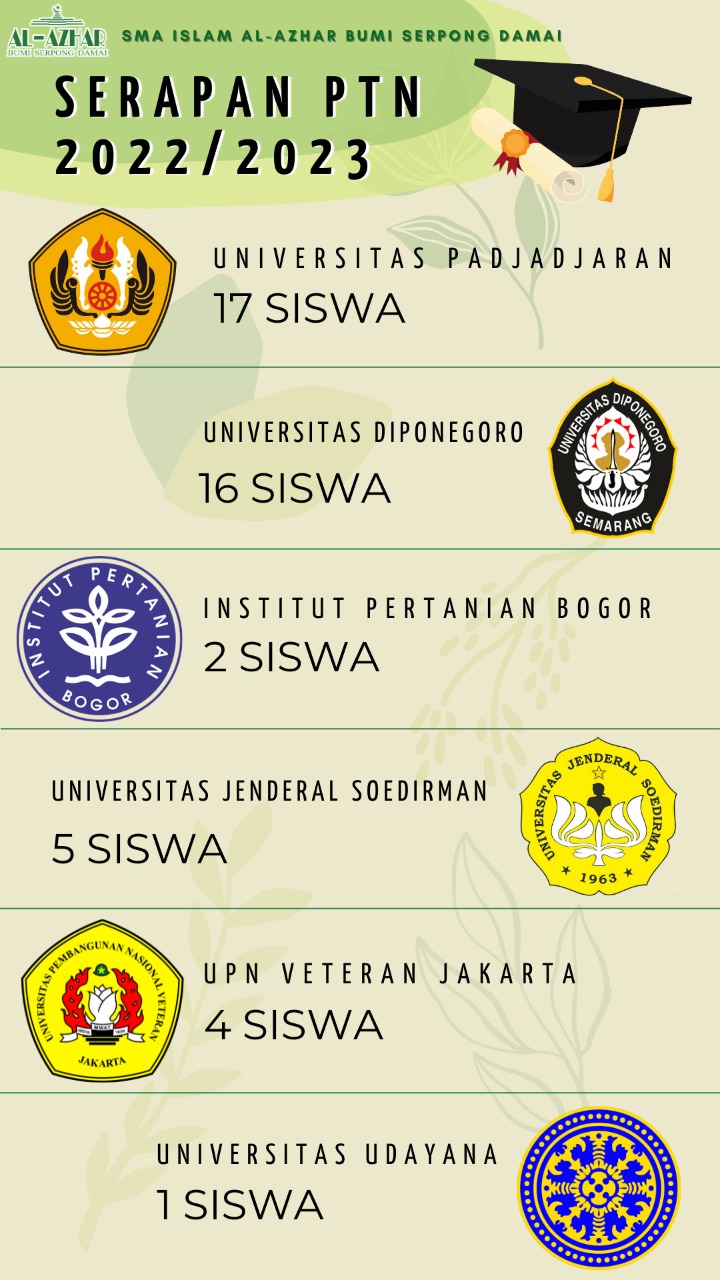 AL-AZHAR
BUMI SERPONG DAMAI
SMA ISLAM AL-AZHAR BUMI SERPONG DAMAI
SERAPAN PTN
2022/2023
UNIVERSITAS PADJADJARAN
17 SISWA
UNIVERSITAS DIPONEGORO
16 SISWA
UNIVERSITAS DIPONEGORO
SEMARANG
INSTITUT PERTANIAN
BOGOR
INSTITUT PERTANIAN BOGOR
2 SISWA
UNIVERSITAS JENDERAL SOEDIRMAN
5 SISWA
UNIVERSITAS JENDERAL SOEDIRMAN
1963
UNIVERSITAS PEMBANGUNAN NASIONAL VETERAN
JAKARTA
UPN VETERAN JAKARTA
4 SISWA
UNIVERSITAS UDAYANA
1 SISWA